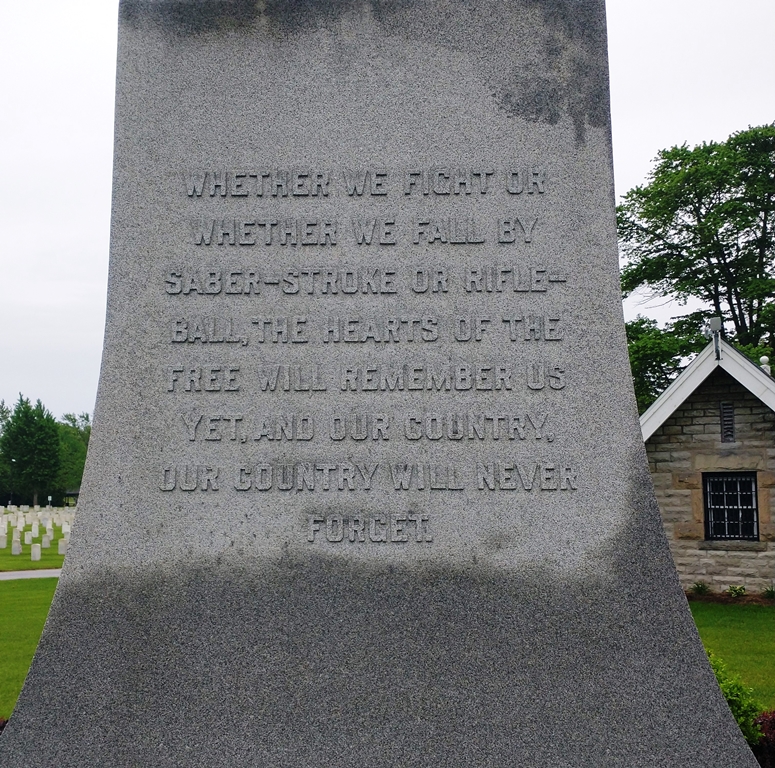 WHETHER WE FIGHT OR
WHETHER WE FALL BY
SABER-STROKE OR RIFLE-
BALL, THE HEARTS OF THE
FREE WILL REMEMBER US
YET, AND OUR COUNTRY,
OUR COUNTRY WILL NEVER
FORGET.